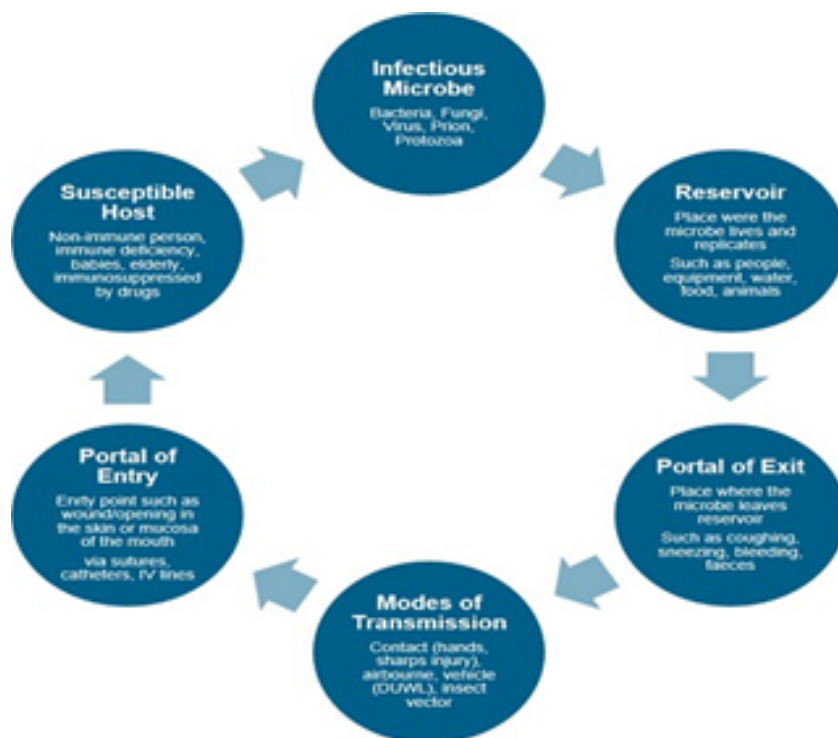 Infectious
Microbe
Bacteria, Fungi,
Virus, Prion,
Protozoa
Reservoir
Place were the
microbe lives and
replicates
Such as people,
equipment, water,
food, animals
Portal of Exit
Place where the
microbe leaves
reservoir
Such as coughing,
sneezing, bleeding,
faeces
Modes of
Transmission
Contact (hands,
sharps injury),
airbourne, vehicle
(DUWL), insect
vector
Portal of
Entry
Enity point such as
wound/opening in
the skin or mucosa
of the mouth
via sutures,
catheters, IV lines
Susceptible
Host
Non-immune person,
immune deficiency,
babies, elderly,
immunosuppressed
by drugs